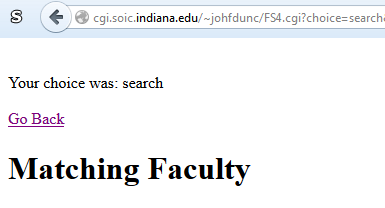 S cgi.soic.indiana.edu/~johfdunc/FS4.cgi?choice=search
Your choice was: search
Go Back
Matching Faculty